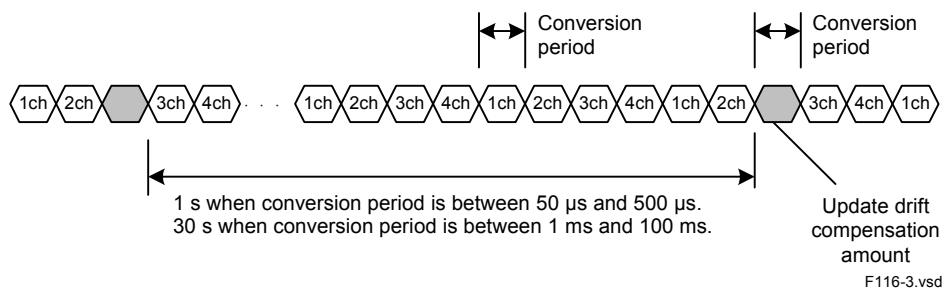 Conversion
period
Conversion
period
1ch 2ch 3ch 4ch · · · 1ch 2ch 3ch 4ch 1ch 2ch 3ch 4ch 1ch 2ch 3ch 4ch 1ch
1 s when conversion period is between 50 µs and 500 µs.
30 s when conversion period is between 1 ms and 100 ms.
Update drift
compensation
amount
F116-3.vsd